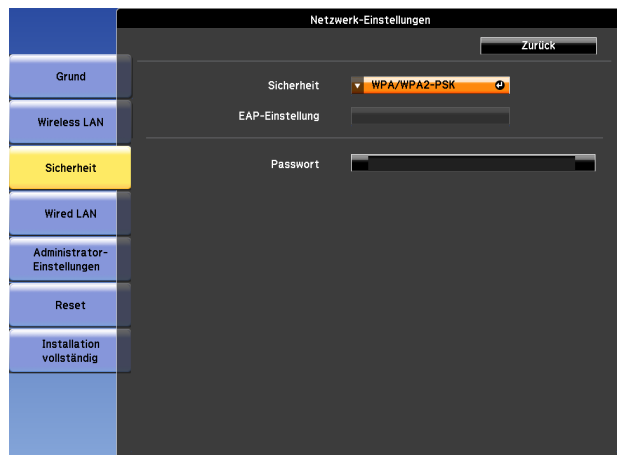 Netzwerk-Einstellungen
Zurück
Grund
Wireless LAN
Sicherheit
Wired LAN
Administrator-
Einstellungen
Reset
Installation
vollständig
Sicherheit
WPA/WPA2-PSK
EAP-Einstellung
Passwort